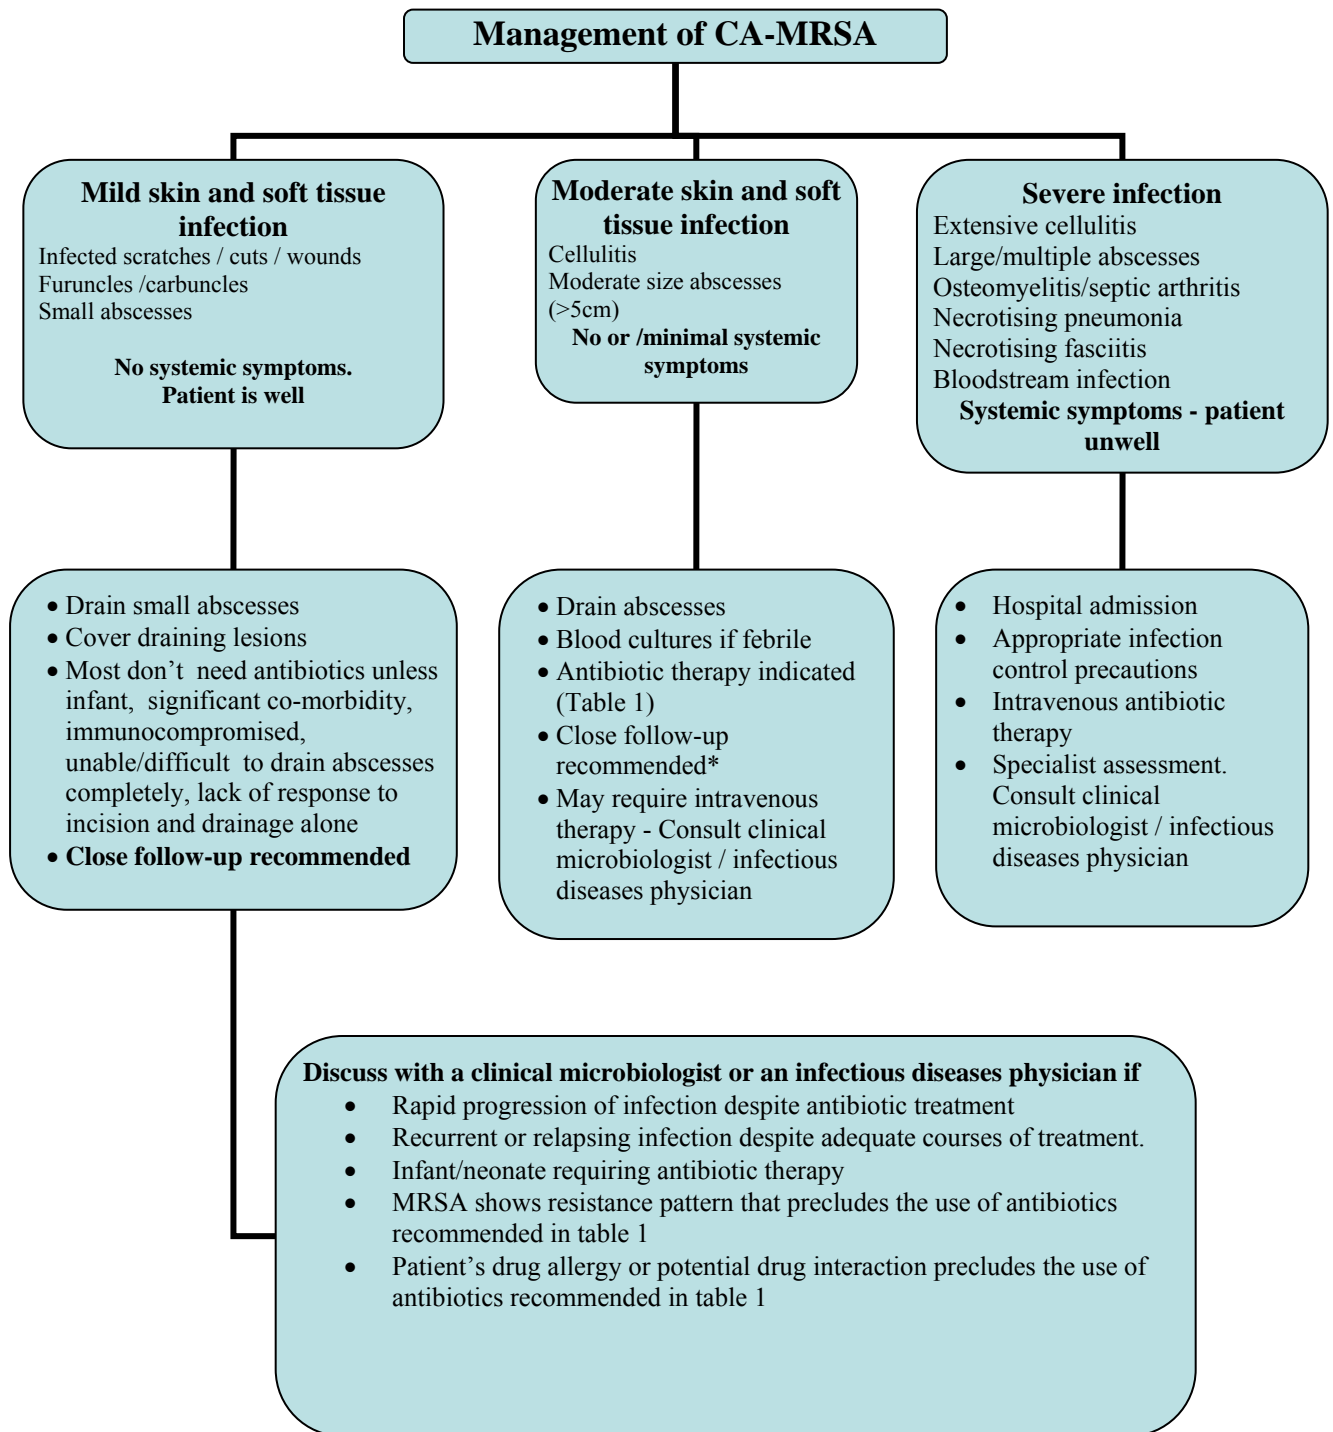 Management of CA-MRSA
Mild skin and soft tissue
infection
Infected scratches / cuts / wounds
Furuncles /carbuncles
Small abscesses
No systemic symptoms.
Patient is well
Moderate skin and soft
tissue infection
Cellulitis
Moderate size abscesses
(>5cm)
No or /minimal systemic
symptoms
Severe infection
Extensive cellulitis
Large/multiple abscesses
Osteomyelitis/septic arthritis
Necrotising pneumonia
Necrotising fasciitis
Bloodstream infection
Systemic symptoms - patient
unwell
• Drain small abscesses
• Cover draining lesions
• Most don’t need antibiotics unless
infant, significant co-morbidity,
immunocompromised,
unable/difficult to drain abscesses
completely, lack of response to
incision and drainage alone
• Close follow-up recommended
• Drain abscesses
• Blood cultures if febrile
• Antibiotic therapy indicated
(Table 1)
• Close follow-up
recommended*
• May require intravenous
therapy - Consult clinical
microbiologist / infectious
diseases physician
• Hospital admission
• Appropriate infection
control precautions
• Intravenous antibiotic
therapy
• Specialist assessment.
Consult clinical
microbiologist / infectious
diseases physician
Discuss with a clinical microbiologist or an infectious diseases physician if
• Rapid progression of infection despite antibiotic treatment
• Recurrent or relapsing infection despite adequate courses of treatment.
• Infant/neonate requiring antibiotic therapy
• MRSA shows resistance pattern that precludes the use of antibiotics
recommended in table 1
• Patient’s drug allergy or potential drug interaction precludes the use of
antibiotics recommended in table 1